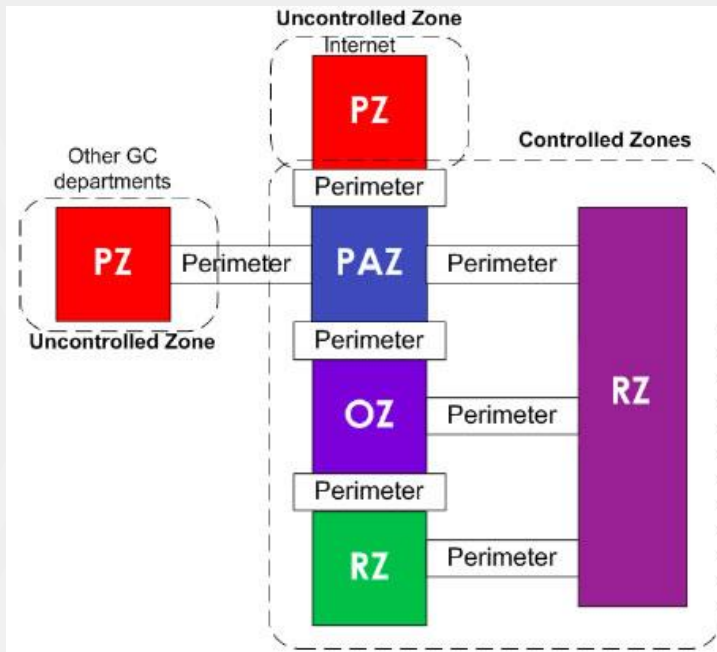 Uncontrolled Zone
Internet
PZ
Controlled Zones
Other GC
departments
Perimeter
PZ
Perimeter
PAZ
Perimeter
Uncontrolled Zone
Perimeter
RZ
OZ
Perimeter
Perimeter
RZ
Perimeter